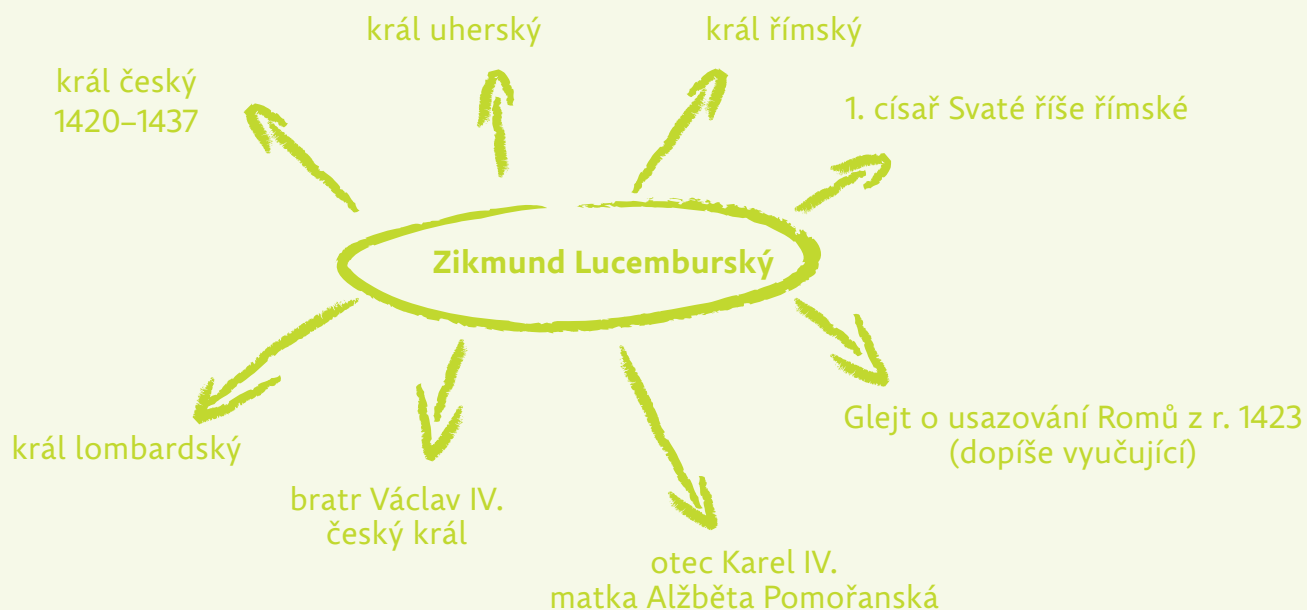 král uherský
král římský
král český
1420–1437
1. císař Svaté říše římské
Zikmund Lucemburský
král lombardský
Glejt o usazování Romů z r. 1423
(dopíše vyučující)
bratr Václav IV.
český král
otec Karel IV.
matka Alžběta Pomořanská